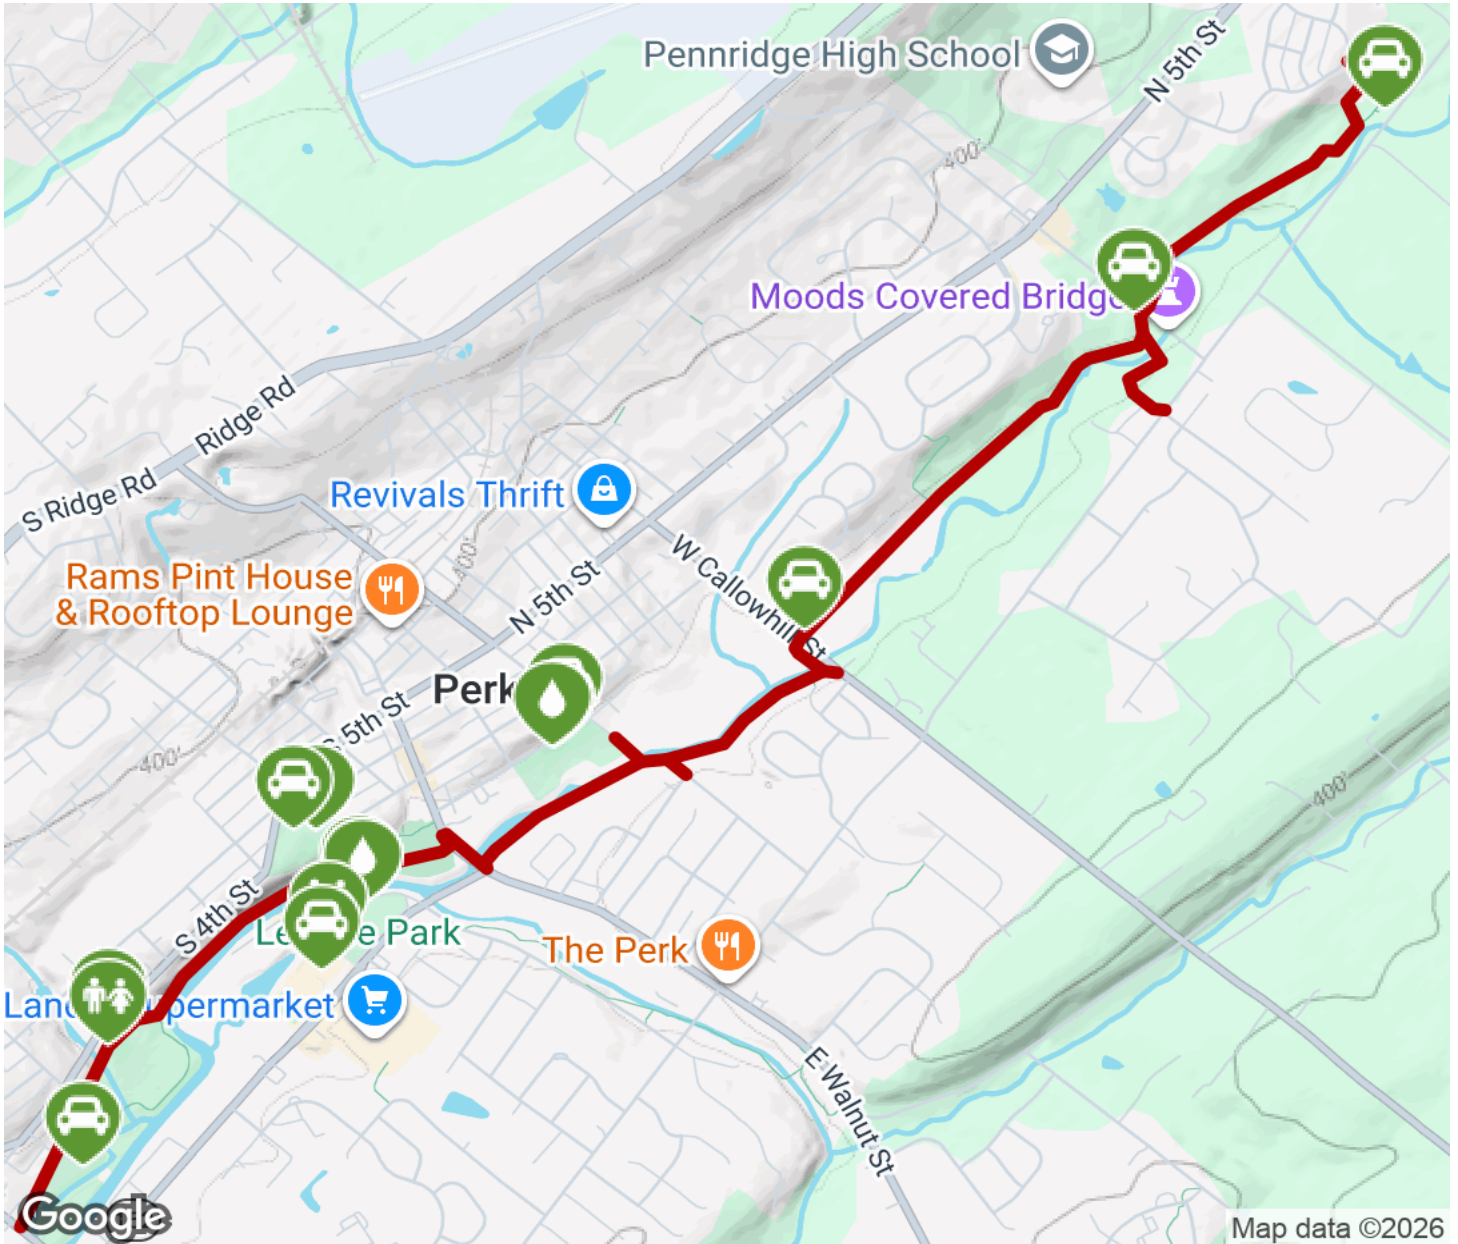 Pennridge High School
N 5th St
400'
Moods Covered Bridge
Ridge Rd
S Ridge Rd
Revivals Thrift
W Callowhill St
400'
Rams Pint House
& Rooftop Lounge
N 5th St
Perk
S 5th St
400'
400'
S 4th St
Park
The Perk
E Walnut St
Google
Map data ©2026